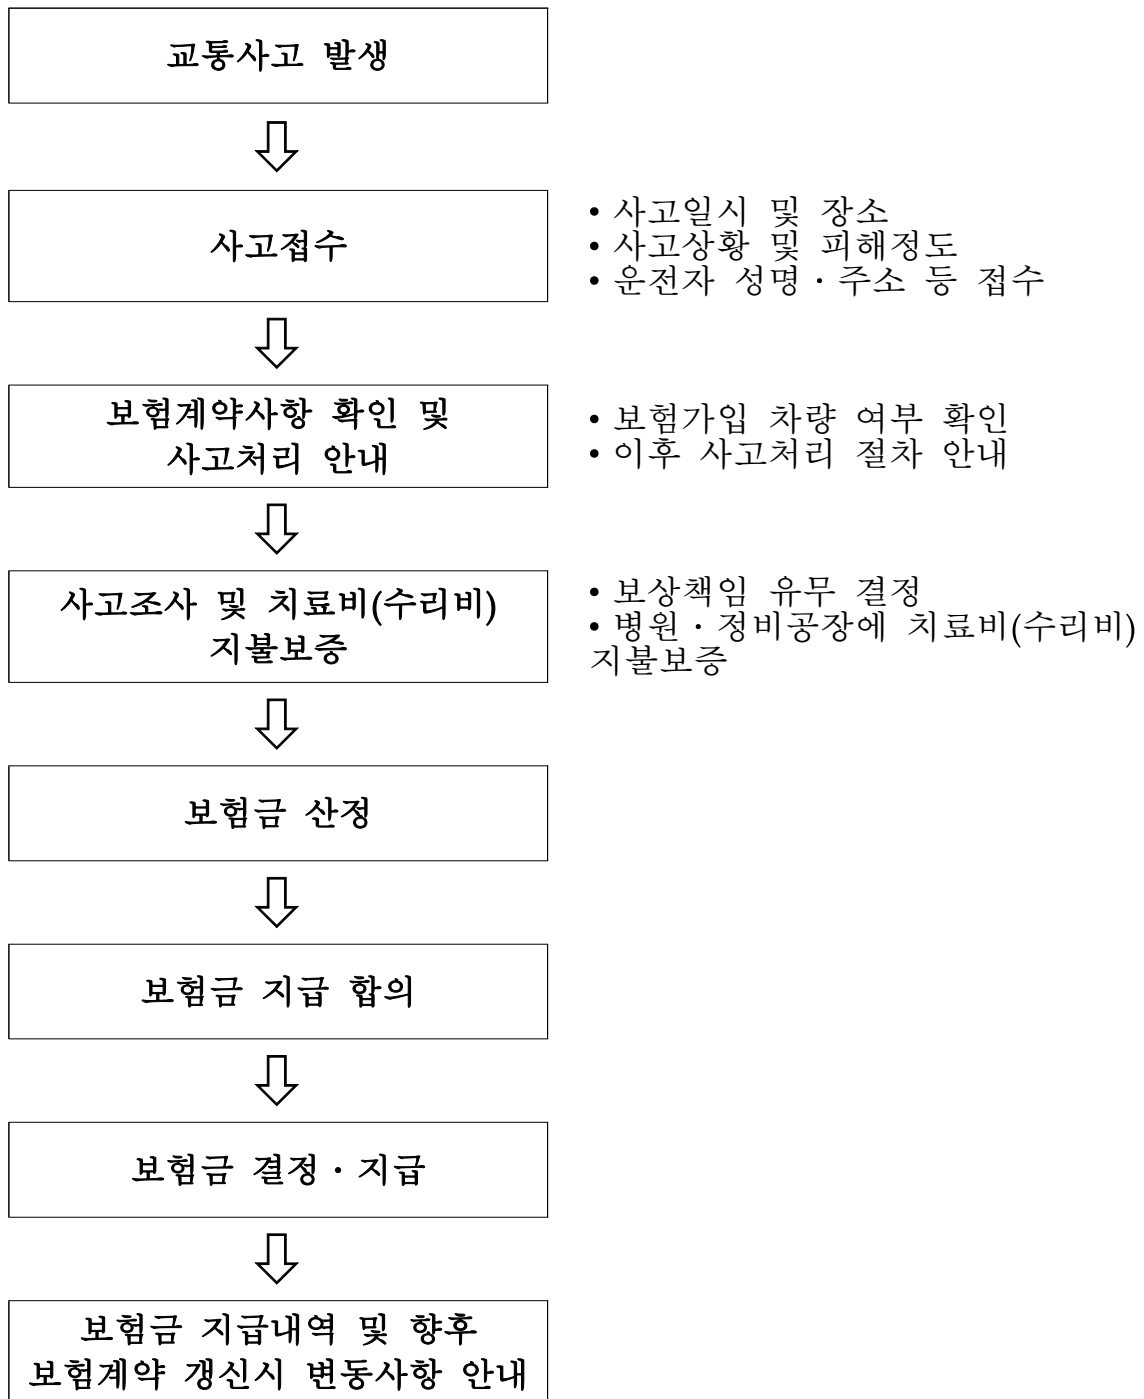 교통사고 발생
사고접수
• 사고일시 및 장소
• 사고상황 및 피해정도
• 운전자 성명 · 주소 등 접수
보험계약사항 확인 및
사고처리 안내
• 보험가입 차량 여부 확인
• 이후 사고처리 절차 안내
사고조사 및 치료비(수리비)
지불보증
• 보상책임 유무 결정
• 병원 · 정비공장에 치료비(수리비)
지불보증
보험금 산정
보험금 지급 합의
보험금 결정 · 지급
보험금 지급내역 및 향후
보험계약 갱신시 변동사항 안내